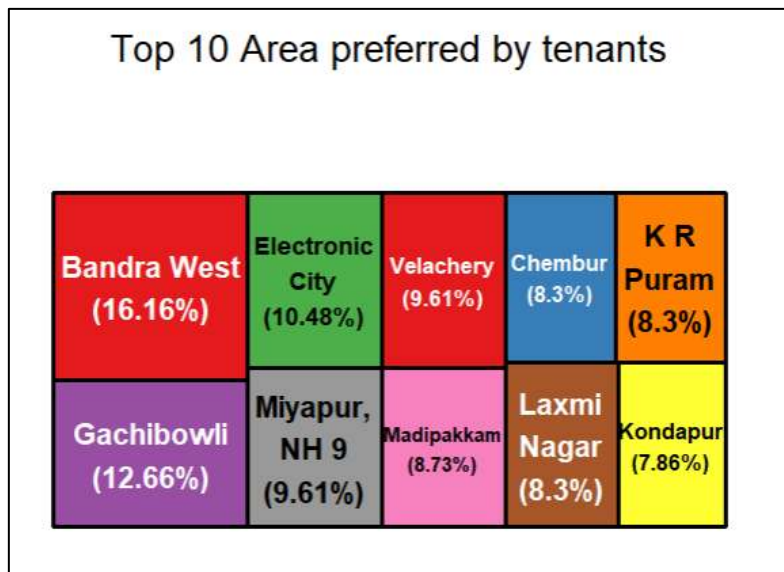 Top 10 Area preferred by tenants
Bandra West
(16.16%)
Gachibowli
(12.66%)
Electronic
City
(10.48%)
Miyapur,
NH 9
(9.61%)
Velachery
(9.61%)
Madipakkam
(8.73%)
Chembur
(8.3%)
Laxmi
Nagar
(8.3%)
K R
Puram
(8.3%)
Kondapur
(7.86%)